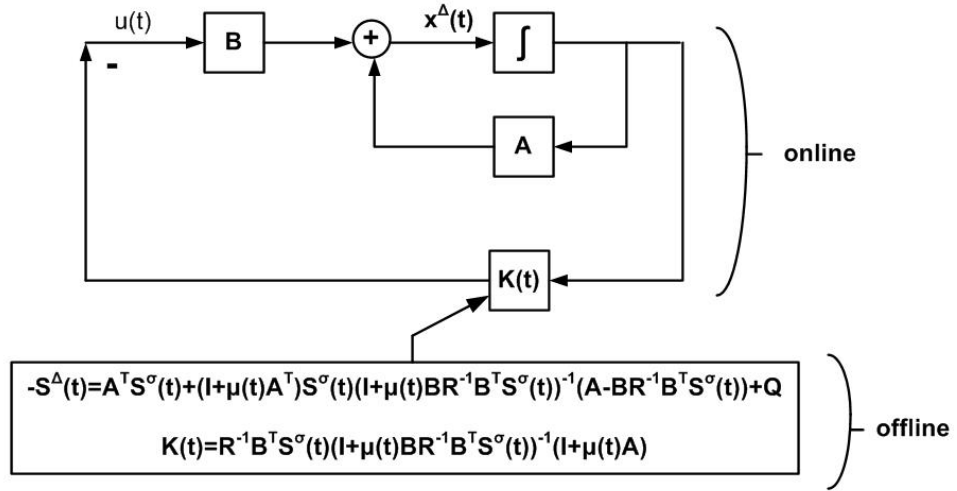 u(t)
B
+
x^Δ(t)
∫
-
A
online
K(t)
-S^Δ(t)=A^TS^σ(t)+(I+μ(t)A^T)S^σ(t)(I+μ(t)BR^-1B^TS^σ(t))^-1(A-BR^-1B^TS^σ(t))+Q
K(t)=R^-1B^TS^σ(t)(I+μ(t)BR^-1B^TS^σ(t))^-1(I+μ(t)A)
offline